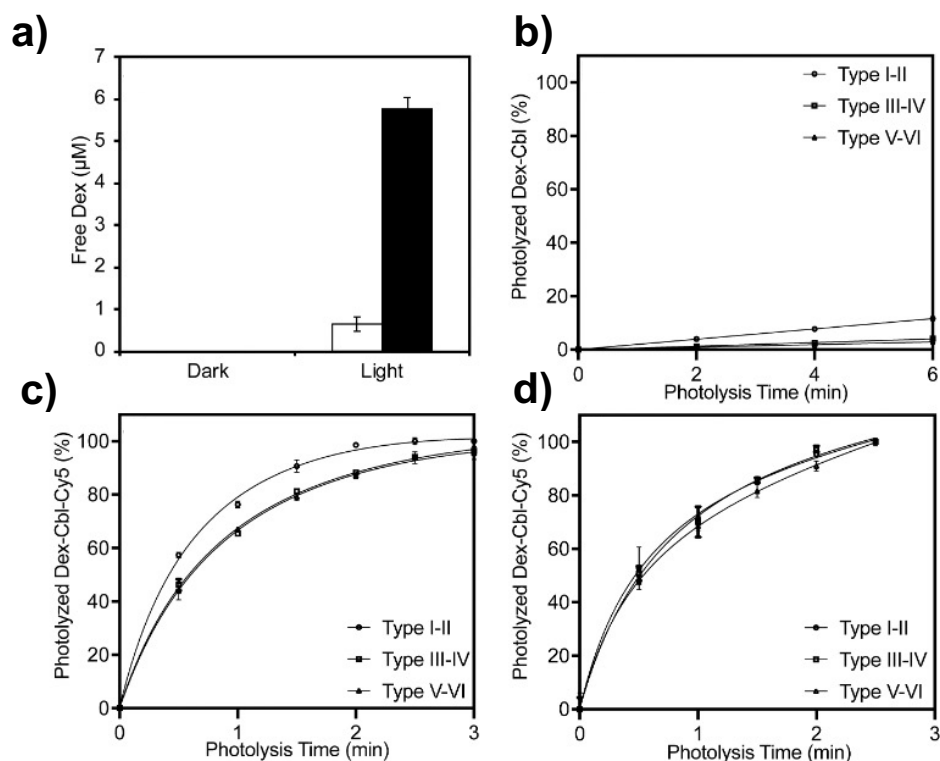 a)
Free Dex (μM)
7
6
5
4
3
2
1
0
Dark
Light
b)
Photolyzed Dex-Cbl (%)
100
80
60
40
20
0
Type I-II
Type III-IV
Type V-VI
0
2
4
6
Photolysis Time (min)
c)
Photolyzed Dex-Cbl-Cy5 (%)
100
80
60
40
20
0
Type I-II
Type III-IV
Type V-VI
0
1
2
3
Photolysis Time (min)
d)
Photolyzed Dex-Cbl-Cy5 (%)
100
80
60
40
20
0
Type I-II
Type III-IV
Type V-VI
0
1
2
3
Photolysis Time (min)